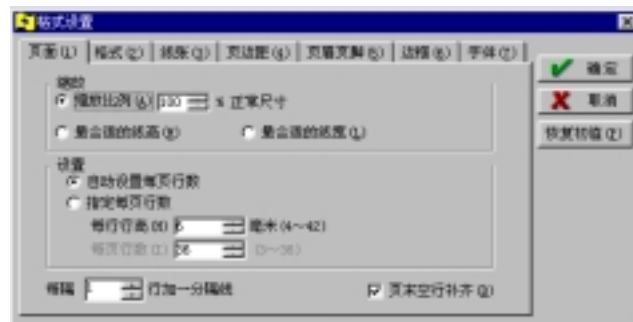 格式设置
页面(1) 格式(2) 纸张(3) 页边距(4) 页眉页脚(5) 边框(6) 字体(7)
确定
取消
恢复初值(P)
缩放
缩放比例(A) 100 % 正常尺寸
最合适的纸高(R) 最合适的纸宽(L)
设置
自动设置每页行数
指定每页行数
每行行高(H) 6 毫米(4~42)
每页行数(I) 36 (3~36)
每隔 行加一分隔线
页末空行补齐(Q)